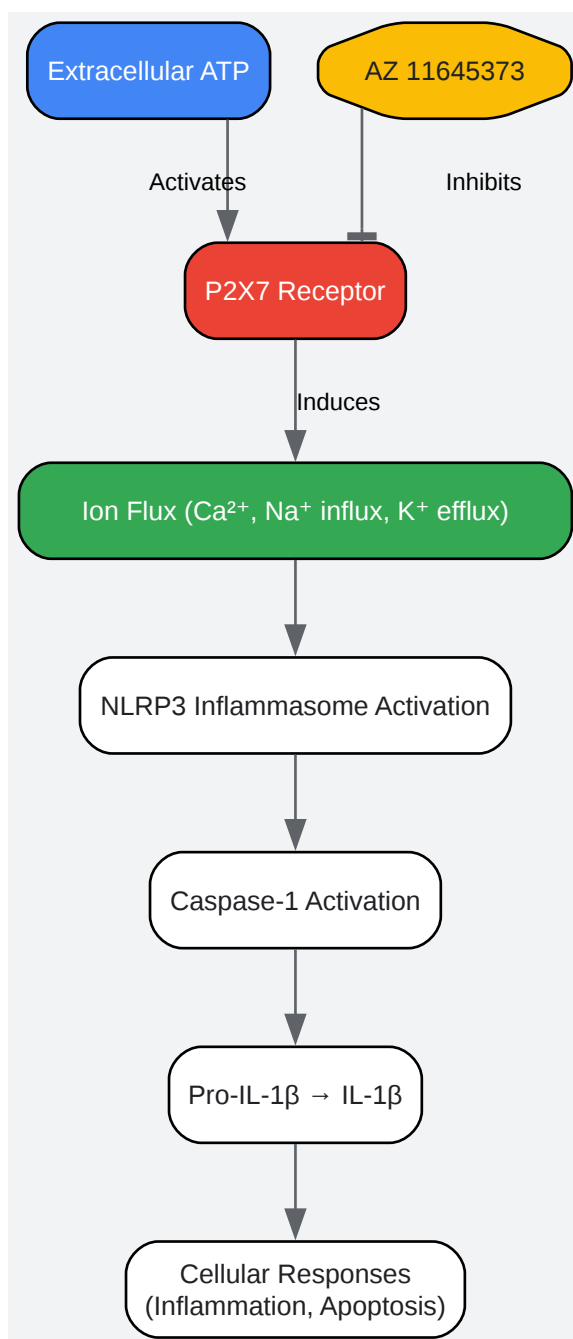 Extracellular ATP
AZ 11645373
Activates
Inhibits
P2X7 Receptor
Induces
Ion Flux (Ca²⁺, Na⁺ influx, K⁺ efflux)
NLRP3 Inflammasome Activation
Caspase-1 Activation
Pro-IL-1β → IL-1β
Cellular Responses
(Inflammation, Apoptosis)